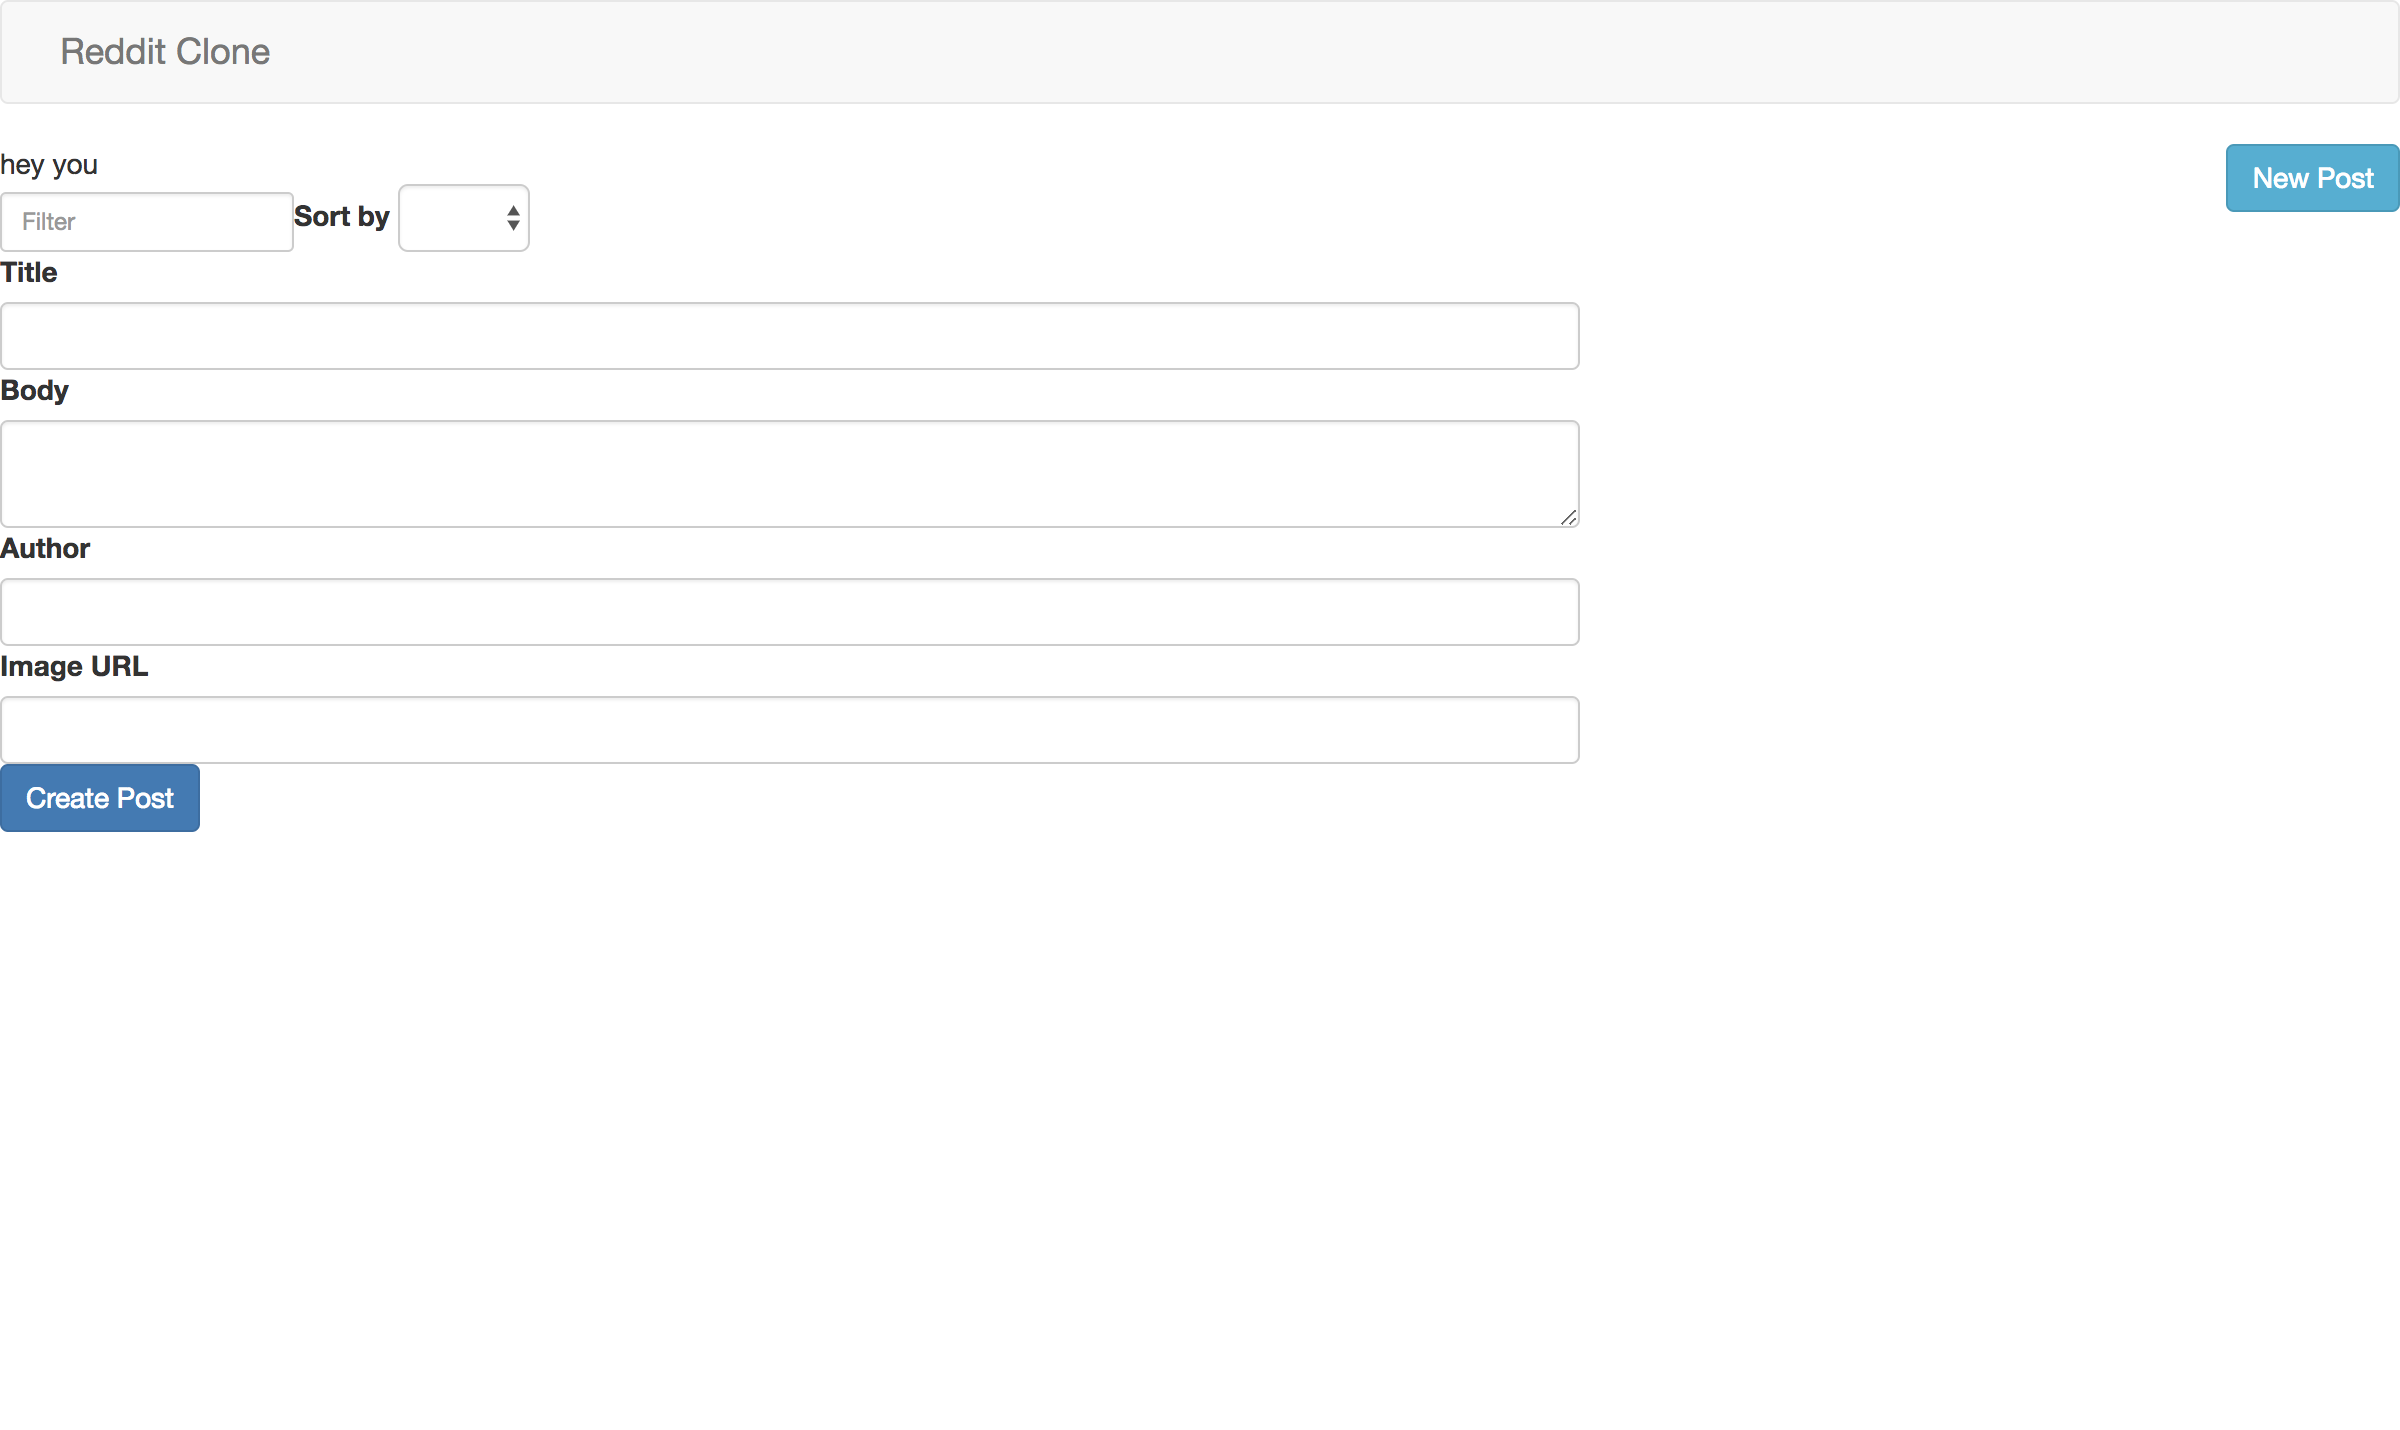 Reddit Clone
hey you
New Post
Filter
Sort by
Title
Body
Author
Image URL
Create Post